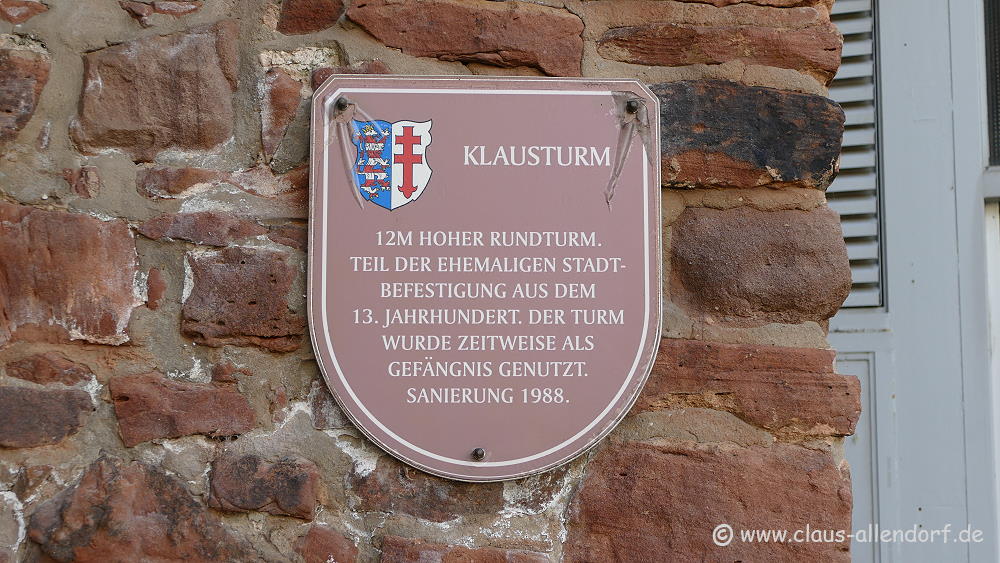 KLAUSTURM
12M HOHER RUNDTURM.
TEIL DER EHEMALIGEN STADT-
BEFESTIGUNG AUS DEM
13. JAHRHUNDERT. DER TURM
WURDE ZEITWEISE ALS
GEFÄNGNIS GENUTZT.
SANIERUNG 1988.
© www.claus-allendorf.de